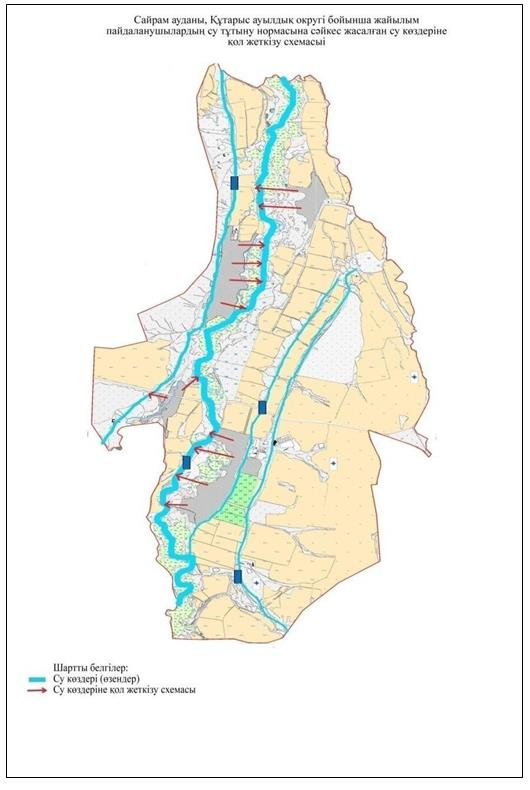 Сайрам ауданы, Құтарыс ауылдық округі бойынша жайылым
пайдаланушылардың су тұтыну нормасына сәйкес жасалған су көздеріне
қол жеткізу схемасыі
Шартты белгілер:
Су көздері (өзендер)
Су көздеріне қол жеткізу схемасы